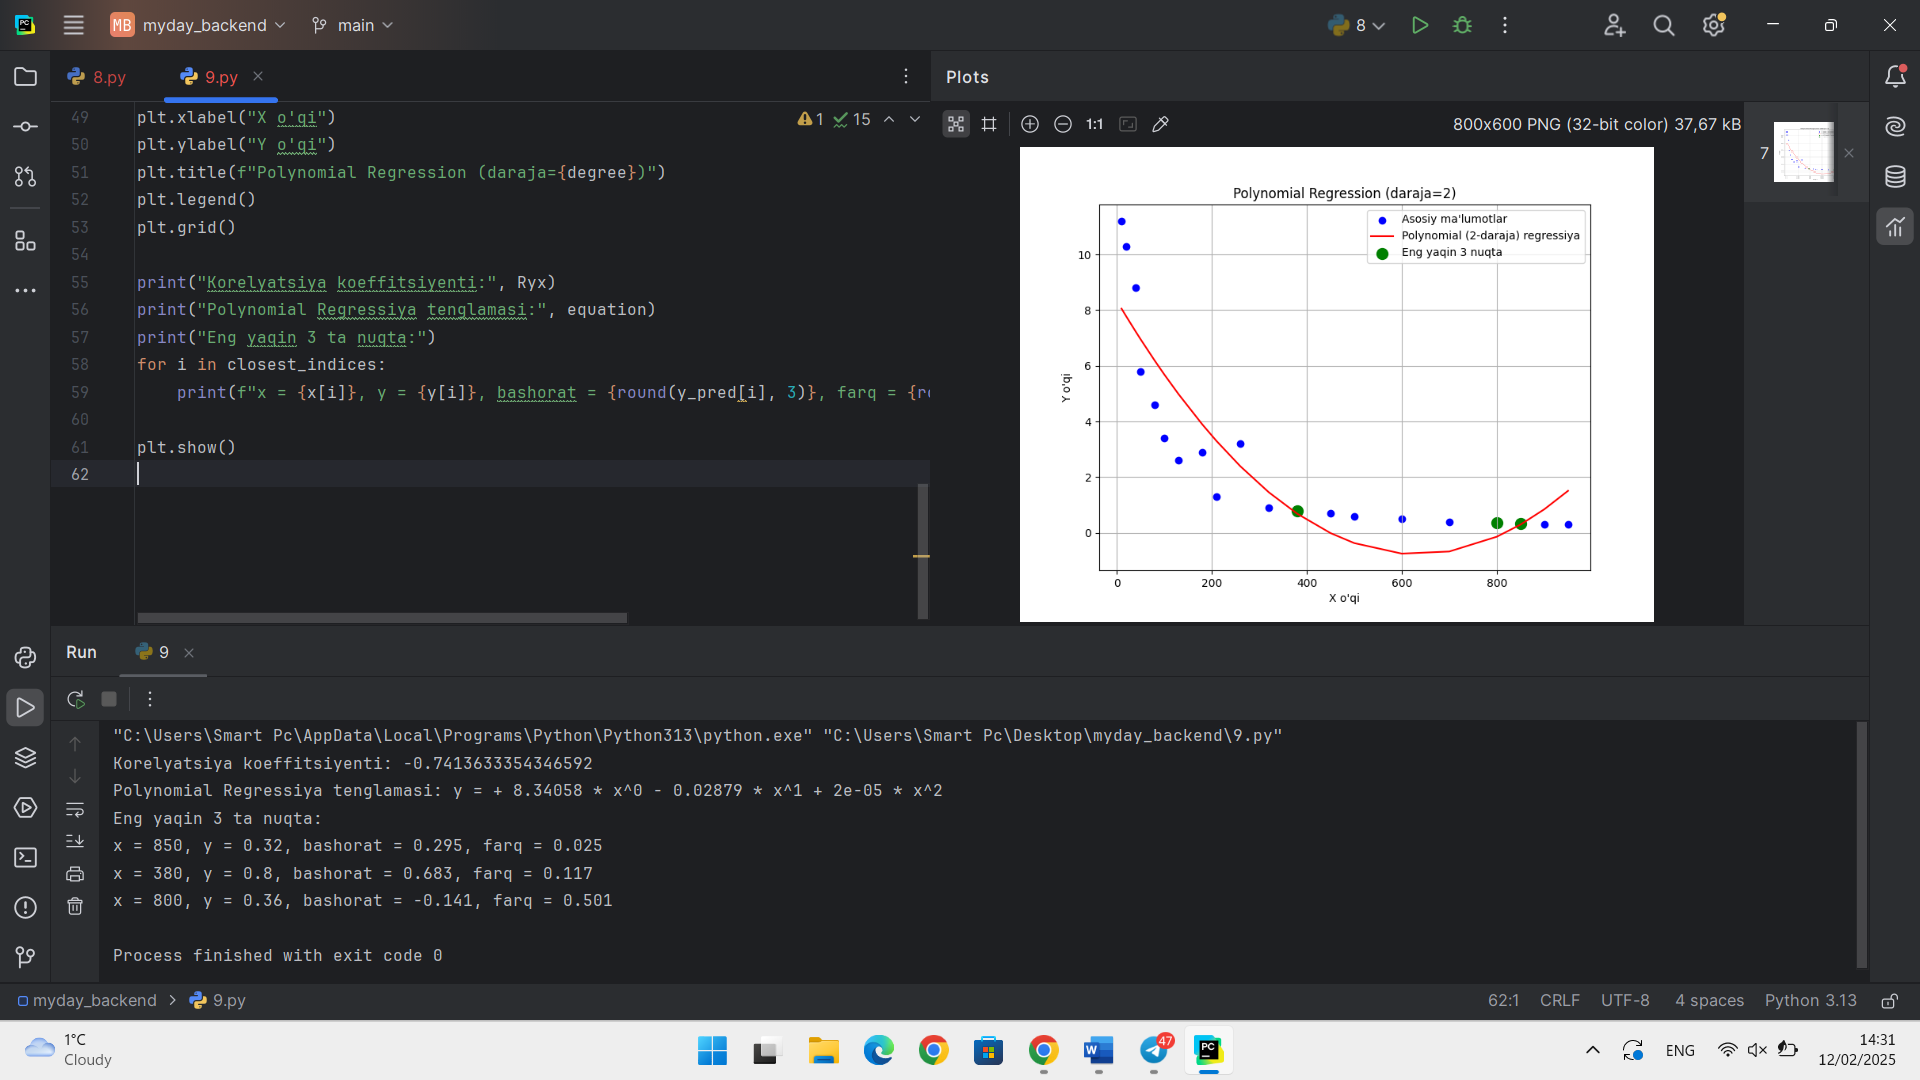 MB myday_backend main 8
8.py 9.py
Plots
49 plt.xlabel("X o'qi")
50 plt.ylabel("Y o'qi")
51 plt.title(f"Polynomial Regression (daraja={degree})")
52 plt.legend()
53 plt.grid()
54
55 print("Korelyatsiya koeffitsiyenti:", Ryx)
56 print("Polynomial Regressiya tenglamasi:", equation)
57 print("Eng yaqin 3 ta nuqta:")
58 for i in closest_indices:
59 print(f"x = {x[i]}, y = {y[i]}, bashorat = {round(y_pred[i], 3)}, farq = {r
60
61 plt.show()
62
1 15
1:1 800x600 PNG (32-bit color) 37,67 kB
7
Polynomial Regression (daraja=2)
Asosiy ma'lumotlar
Polynomial (2-daraja) regressiya
Eng yaqin 3 nuqta
10
8
6
4
2
0
Y o'qi
0 200 400 600 800
X o'qi
Run 9
"C:\Users\Smart Pc\AppData\Local\Programs\Python\Python313\python.exe" "C:\Users\Smart Pc\Desktop\myday_backend\9.py"
Korelyatsiya koeffitsiyenti: -0.7413633354346592
Polynomial Regressiya tenglamasi: y = + 8.34058 * x^0 - 0.02879 * x^1 + 2e-05 * x^2
Eng yaqin 3 ta nuqta:
x = 850, y = 0.32, bashorat = 0.295, farq = 0.025
x = 380, y = 0.8, bashorat = 0.683, farq = 0.117
x = 800, y = 0.36, bashorat = -0.141, farq = 0.501
Process finished with exit code 0
myday_backend > 9.py
62:1 CRLF UTF-8 4 spaces Python 3.13
1°C
Cloudy
47
PC
ENG
14:31
12/02/2025